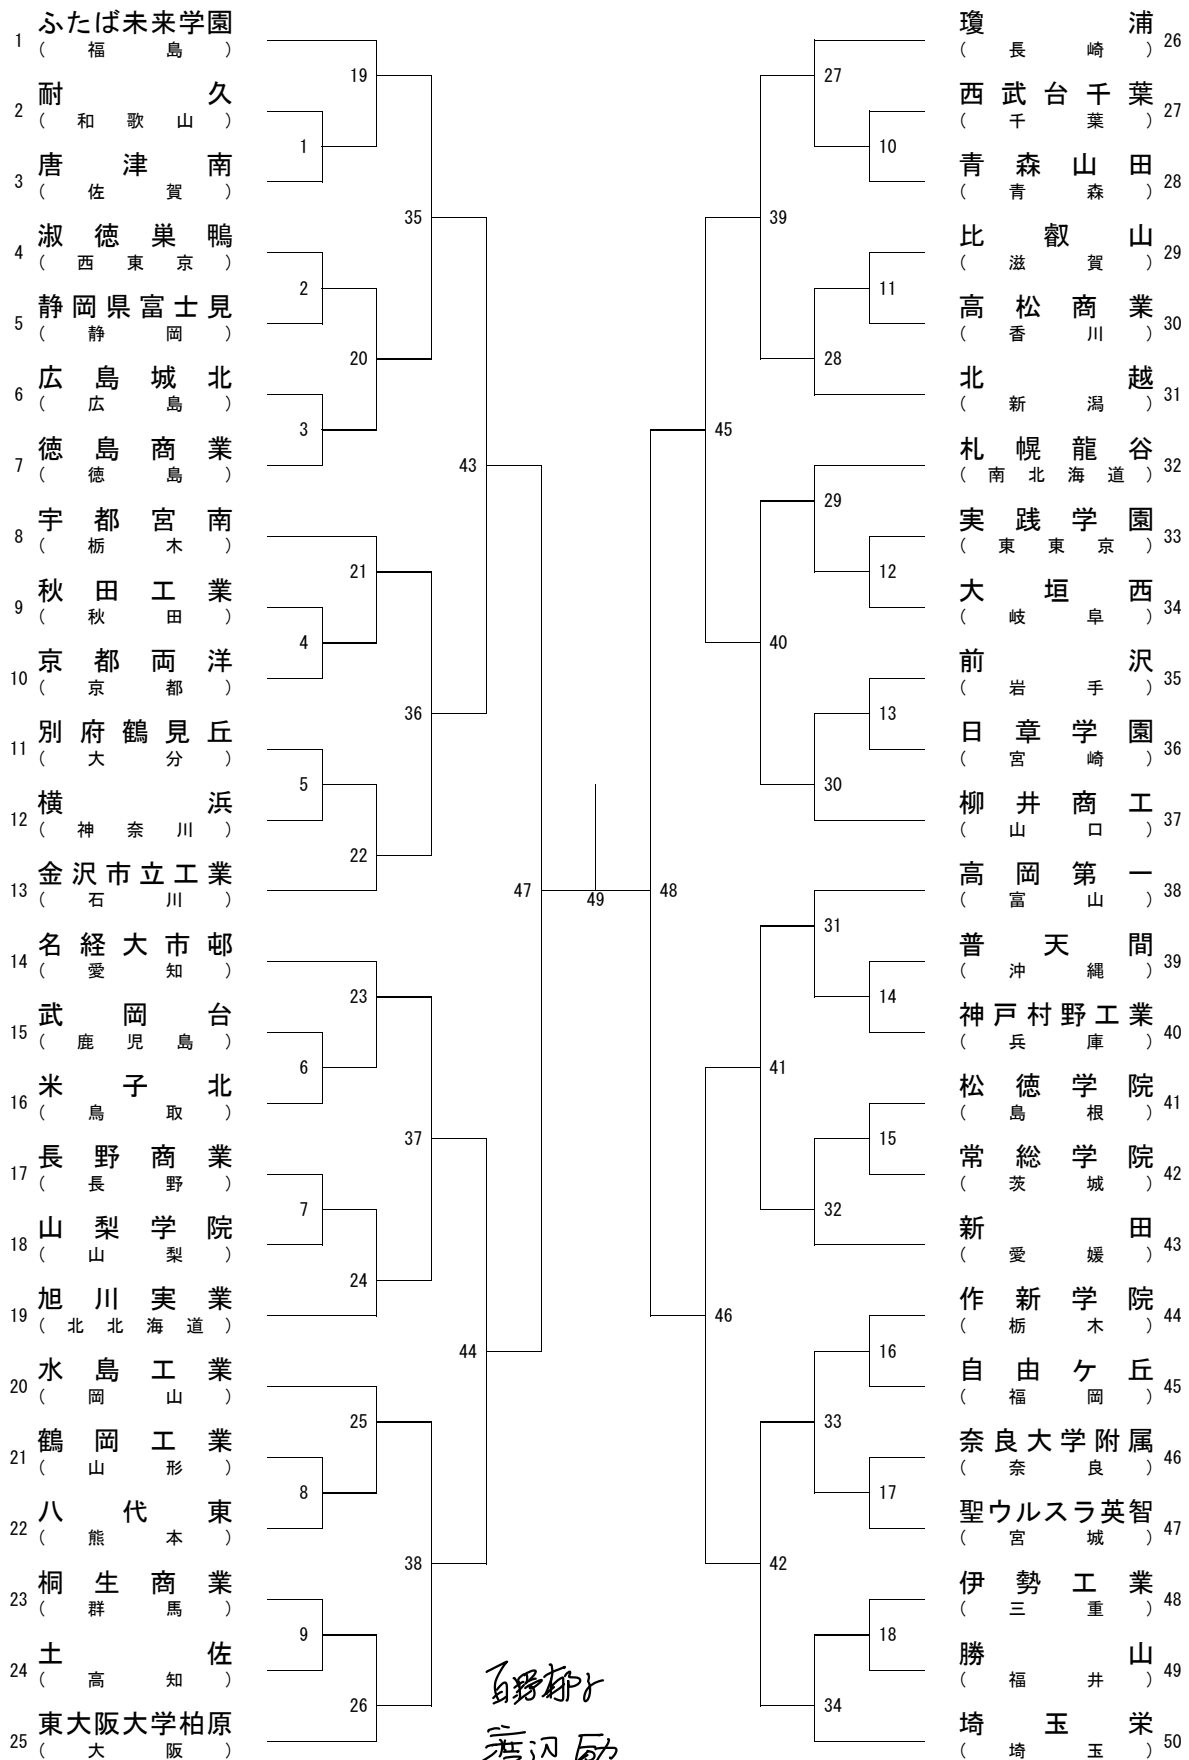 1 ふたば未来学園
(福島)
2 耐久
(和歌山)
3 唐津南
(佐賀)
4 淑徳巣鴨
(西東京)
5 静岡県富士見
(静岡)
6 広島城北
(広島)
7 徳島商業
(徳島)
8 宇都宮南
(栃木)
9 秋田工業
(秋田)
10 京都両洋
(京都)
11 別府鶴見丘
(大分)
12 横浜
(神奈川)
13 金沢市立工業
(石川)
14 名経大市邨
(愛知)
15 武岡台
(鹿児島)
16 米子北
(鳥取)
17 長野商業
(長野)
18 山梨学院
(山梨)
19 旭川実業
(北北海道)
20 水島工業
(岡山)
21 鶴岡工業
(山形)
22 八代東
(熊本)
23 桐生商業
(群馬)
24 土佐
(高知)
25 東大阪大学柏原
(大阪)
1
2
3
4
5
6
7
8
9
19
20
21
22
23
24
25
26
35
36
37
38
43
44
47
49
48
45
46
39
40
41
42
27
28
29
30
31
32
33
34
10
11
12
13
14
15
16
17
18
瓊浦 26
(長崎)
西武台千葉 27
(千葉)
青森山田 28
(青森)
比叡山 29
(滋賀)
高松商業 30
(香川)
北越 31
(新潟)
札幌龍谷 32
(南北海道)
実践学園 33
(東東京)
大垣西 34
(岐阜)
前沢 35
(岩手)
日章学園 36
(宮崎)
柳井商工 37
(山口)
高岡第一 38
(富山)
普天間 39
(沖縄)
神戸村野工業 40
(兵庫)
松徳学院 41
(島根)
常総学院 42
(茨城)
新田 43
(愛媛)
作新学院 44
(栃木)
自由ケ丘 45
(福岡)
奈良大学附属 46
(奈良)
聖ウルスラ英智 47
(宮城)
伊勢工業 48
(三重)
勝山 49
(福井)
埼玉栄 50
(埼玉)